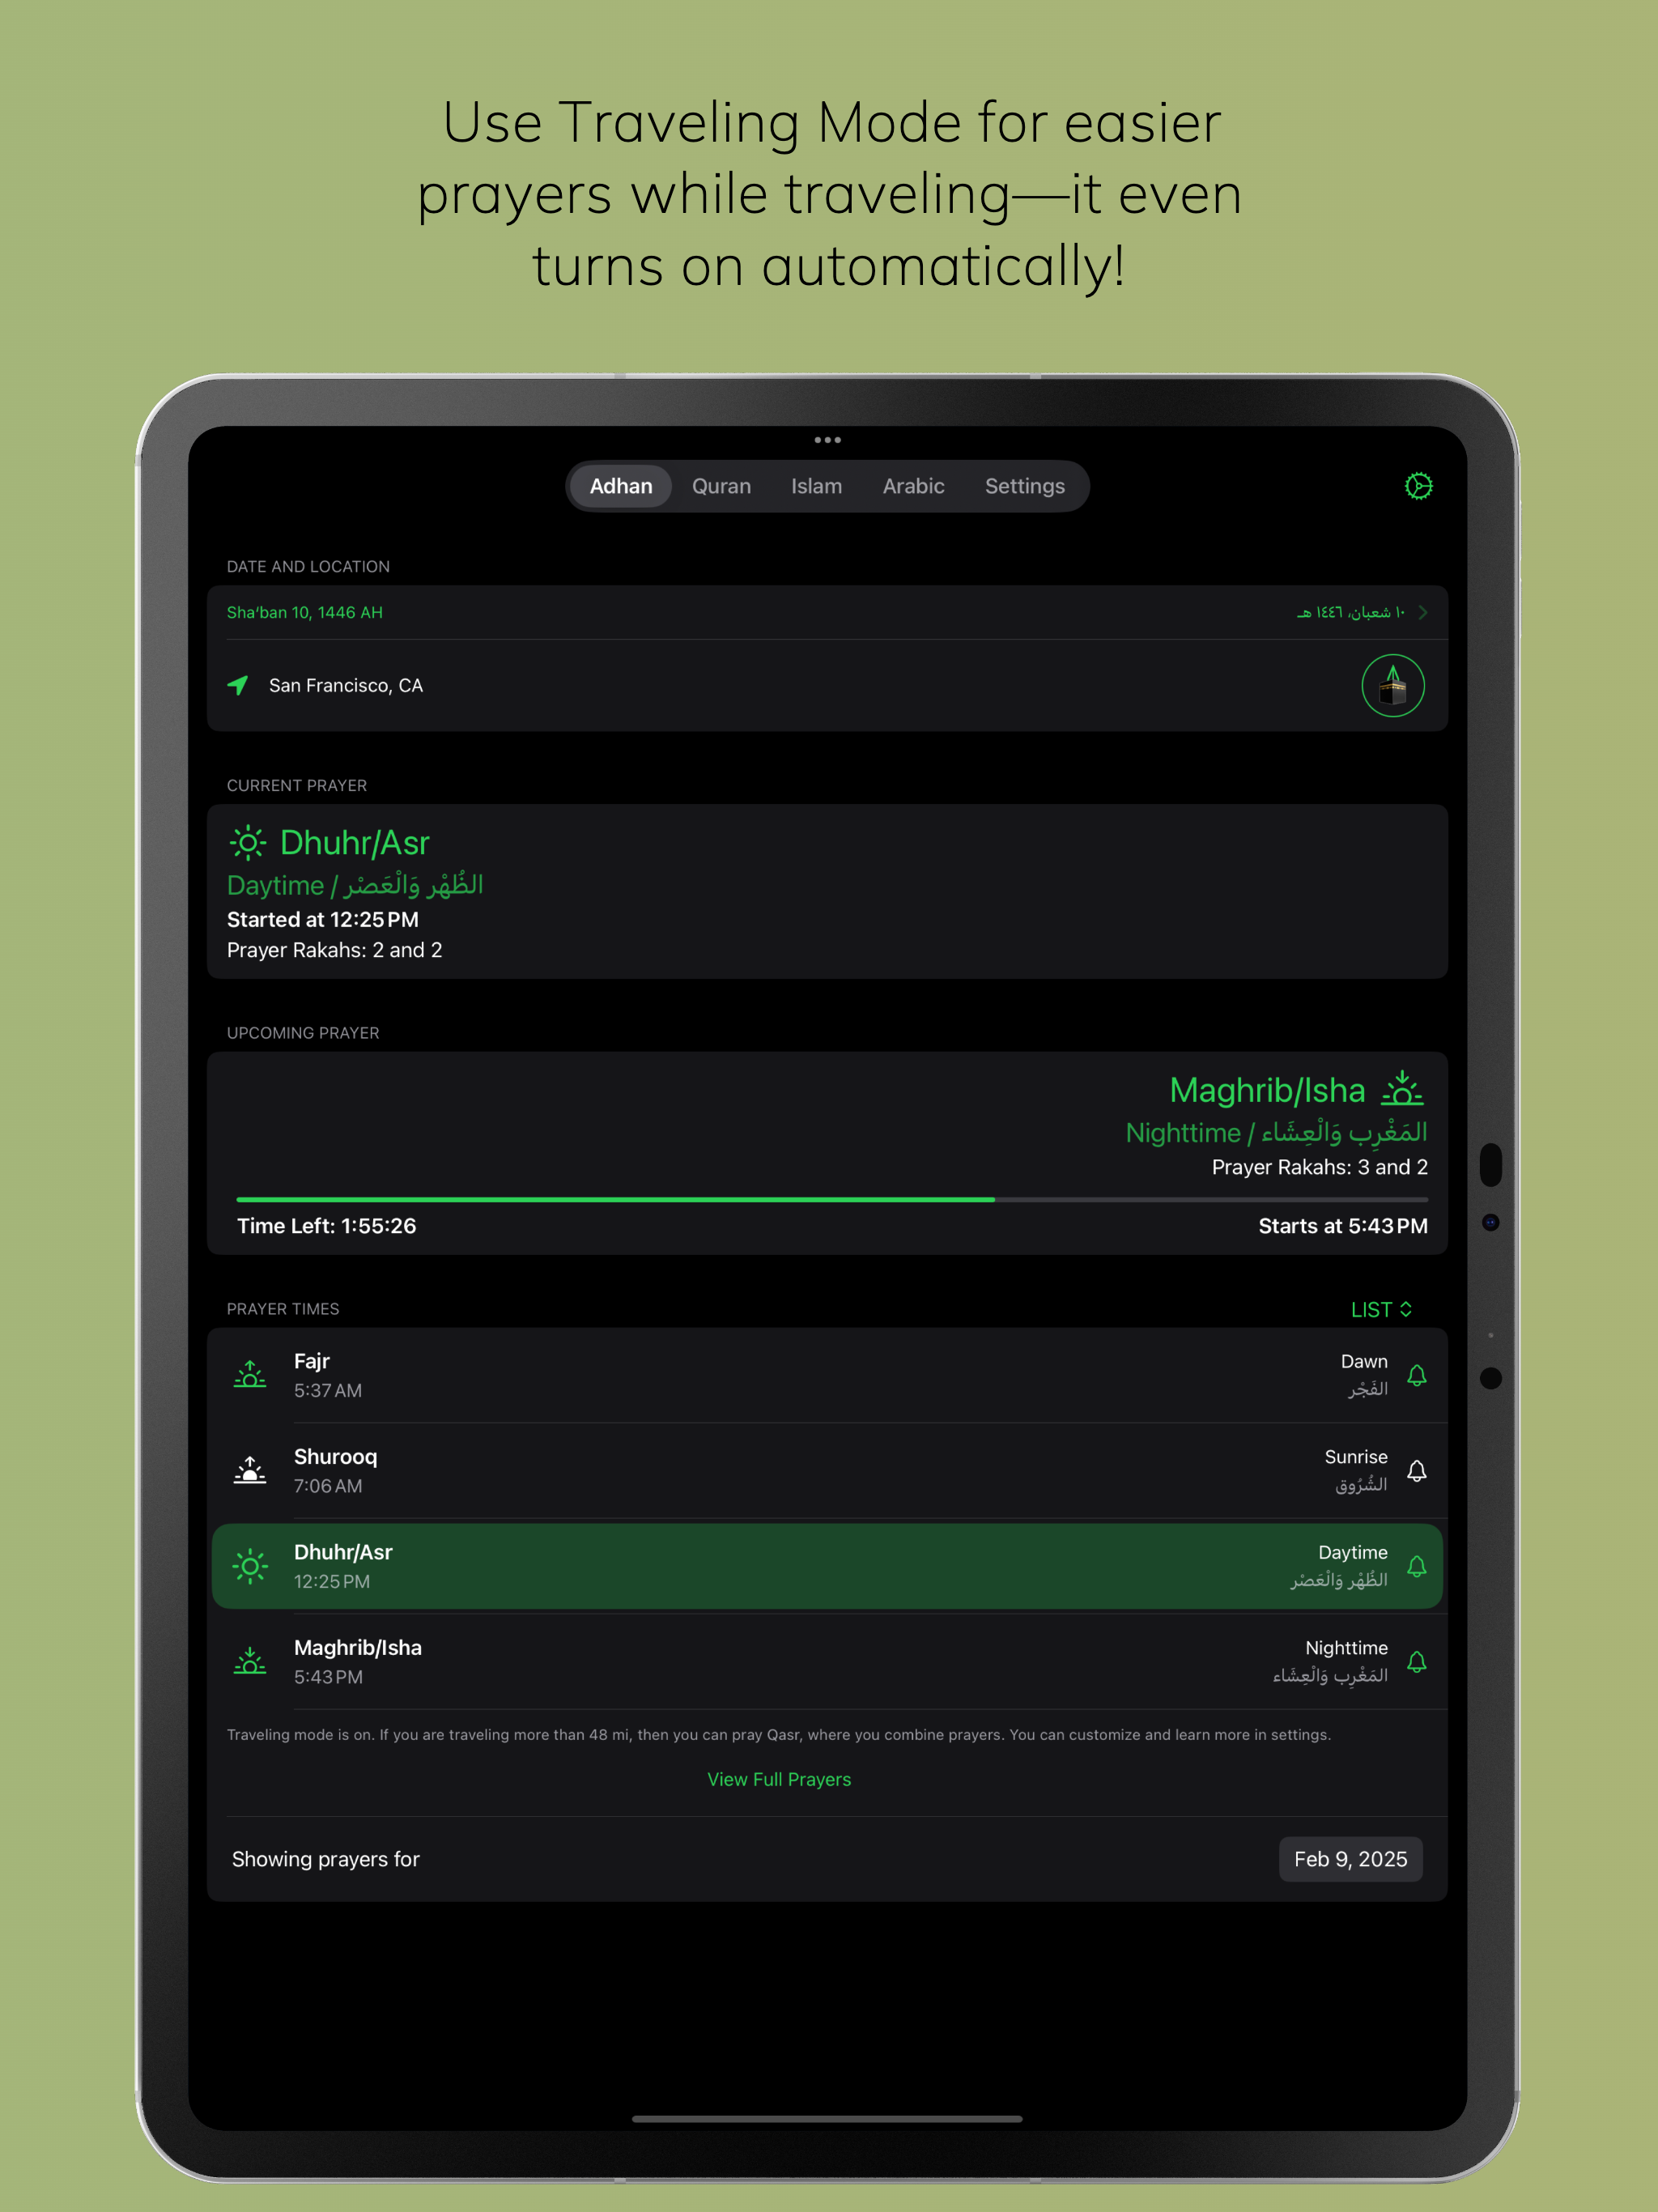 Use Traveling Mode for easier
prayers while traveling—it even
turns on automatically!
Adhan Quran Islam Arabic Settings
DATE AND LOCATION
Sha‘ban 10, 1446 AH ١٠ شعبان، ١٤٤٦ هـ
San Francisco, CA
CURRENT PRAYER
Dhuhr/Asr
Daytime / الظُهْر وَالْعَصْر
Started at 12:25 PM
Prayer Rakahs: 2 and 2
UPCOMING PRAYER
Maghrib/Isha
Nighttime / المَغْرِب وَالْعِشَاء
Prayer Rakahs: 3 and 2
Time Left: 1:55:26 Starts at 5:43 PM
PRAYER TIMES LIST
Fajr Dawn
5:37 AM الفَجْر
Shurooq Sunrise
7:06 AM الشُرُوق
Dhuhr/Asr Daytime
12:25 PM الظُهْر وَالْعَصْر
Maghrib/Isha Nighttime
5:43 PM المَغْرِب وَالْعِشَاء
Traveling mode is on. If you are traveling more than 48 mi, then you can pray Qasr, where you combine prayers. You can customize and learn more in settings.
View Full Prayers
Showing prayers for Feb 9, 2025